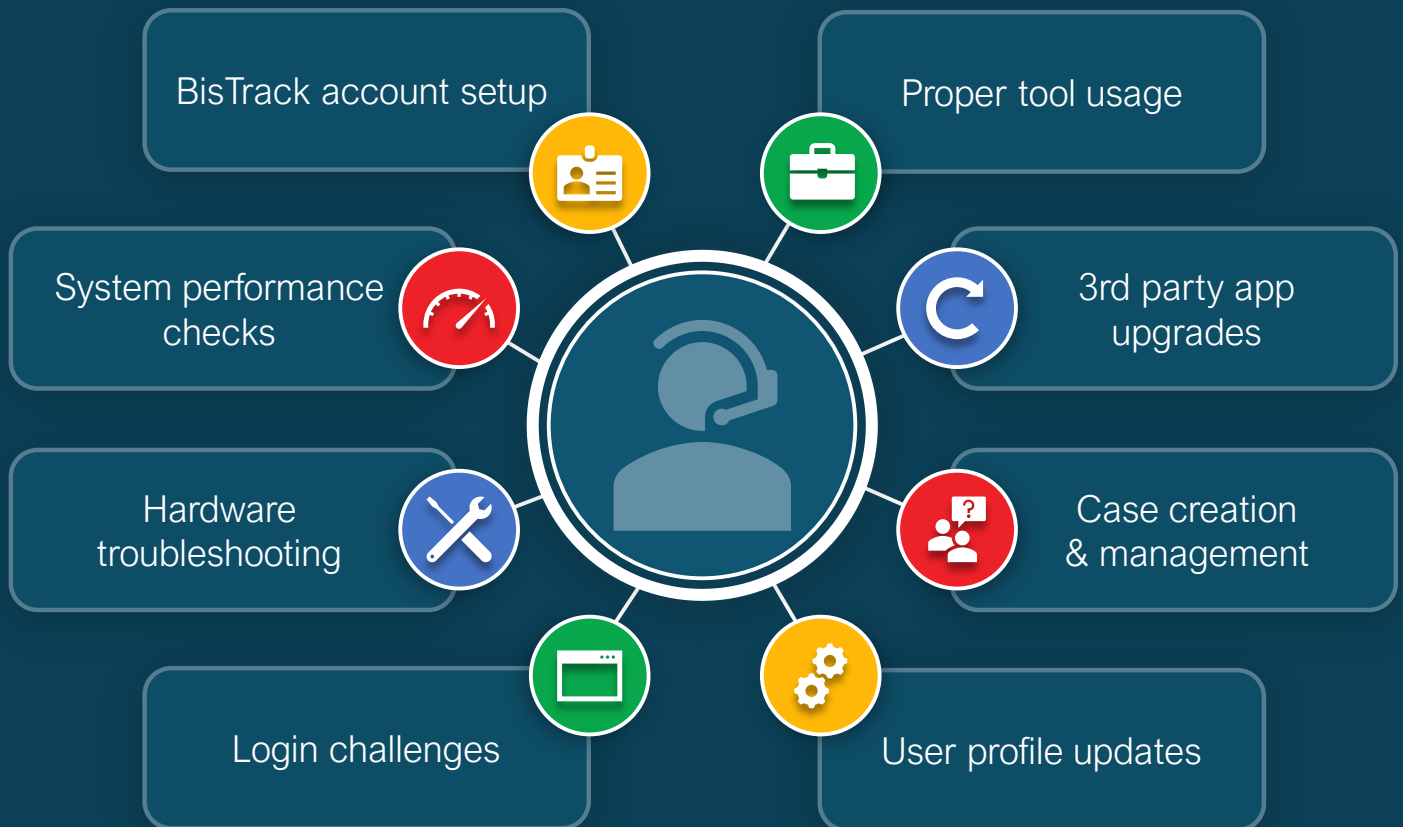 BisTrack account setup
Proper tool usage
System performance
checks
3rd party app
upgrades
Hardware
troubleshooting
?
Case creation
& management
Login challenges
User profile updates